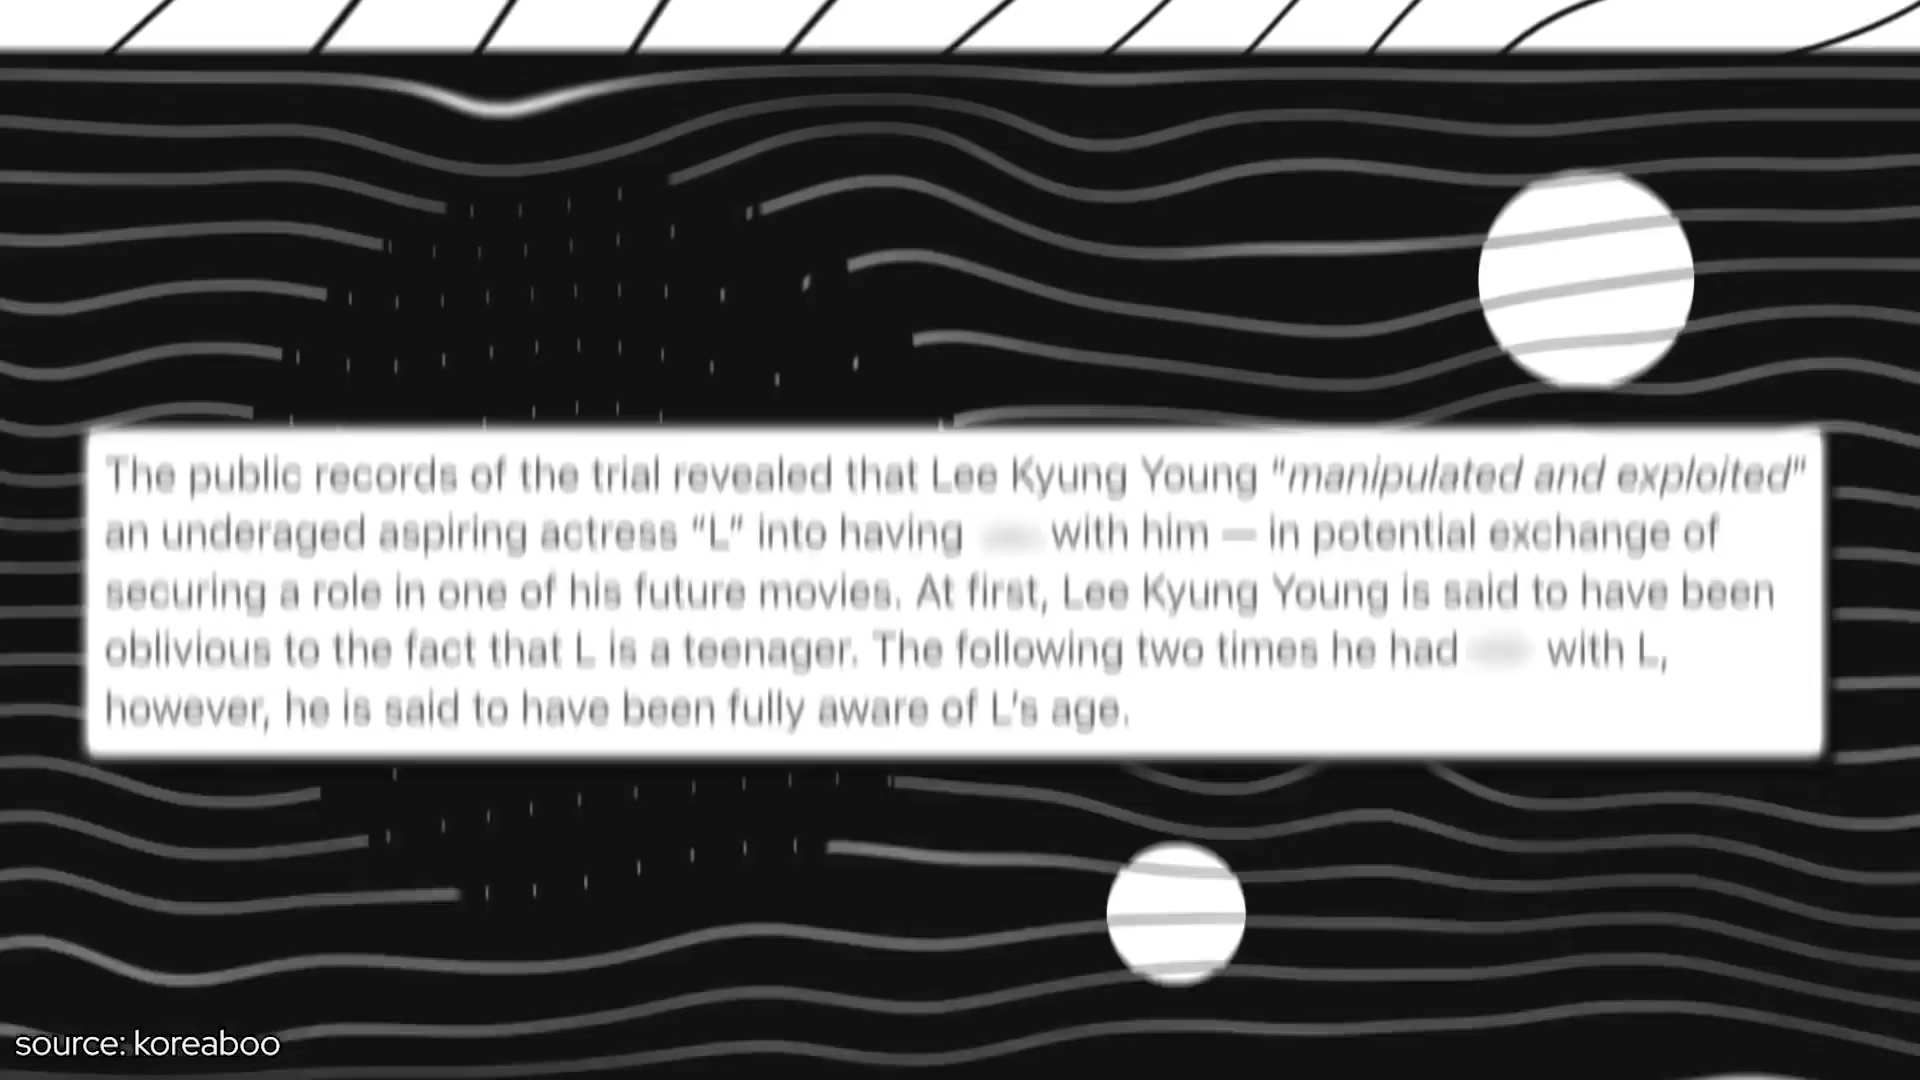 The public records of the trial revealed that Lee Kyung Young "manipulated and exploited"
an underaged aspiring actress “L” into having with him — in potential exchange of
securing a role in one of his future movies. At first, Lee Kyung Young is said to have been
oblivious to the fact that L is a teenager. The following two times he had with L,
however, he is said to have been fully aware of L's age.
source: koreaboo